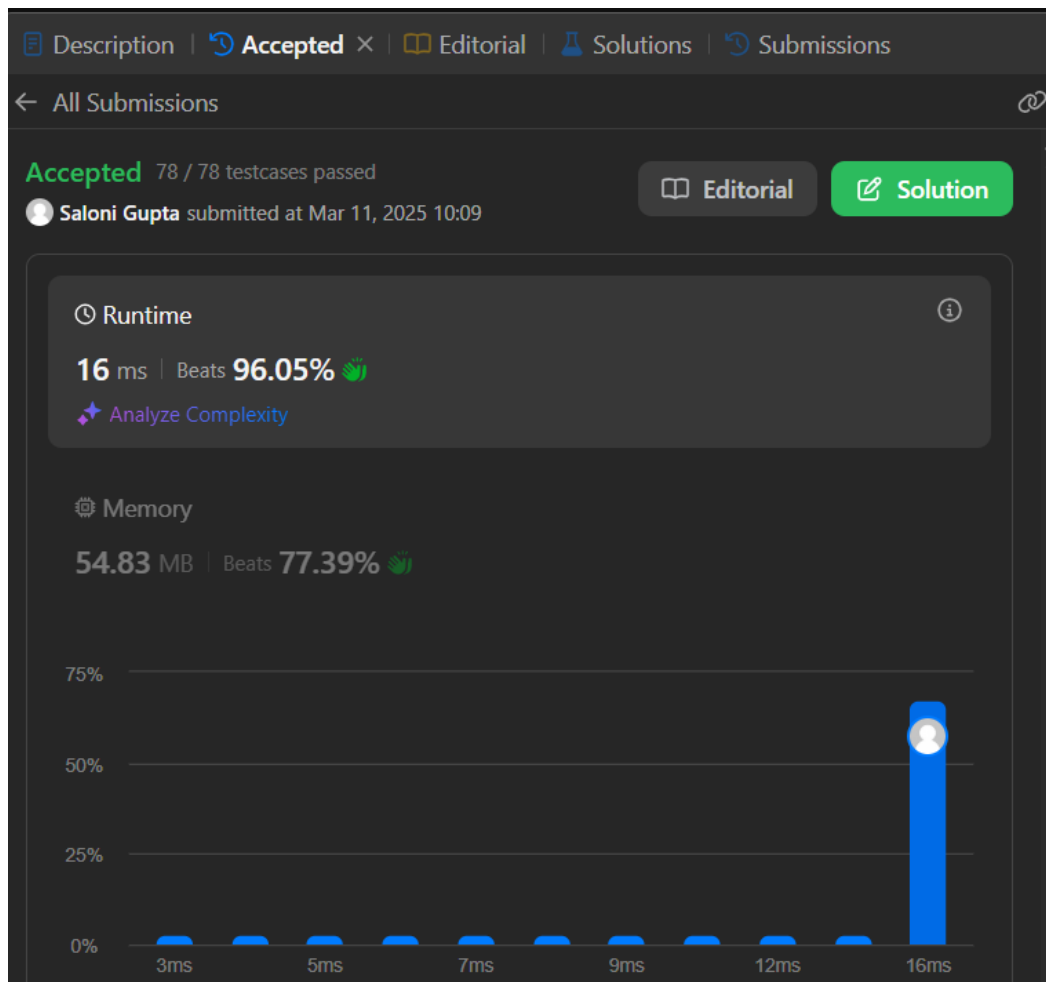 Description | Accepted × | Editorial | Solutions | Submissions
← All Submissions
Accepted 78 / 78 testcases passed
Editorial
Solution
Saloni Gupta submitted at Mar 11, 2025 10:09
Runtime
16 ms | Beats 96.05%
Analyze Complexity
Memory
54.83 MB | Beats 77.39%
75%
50%
25%
0%
3ms 5ms 7ms 9ms 12ms 16ms